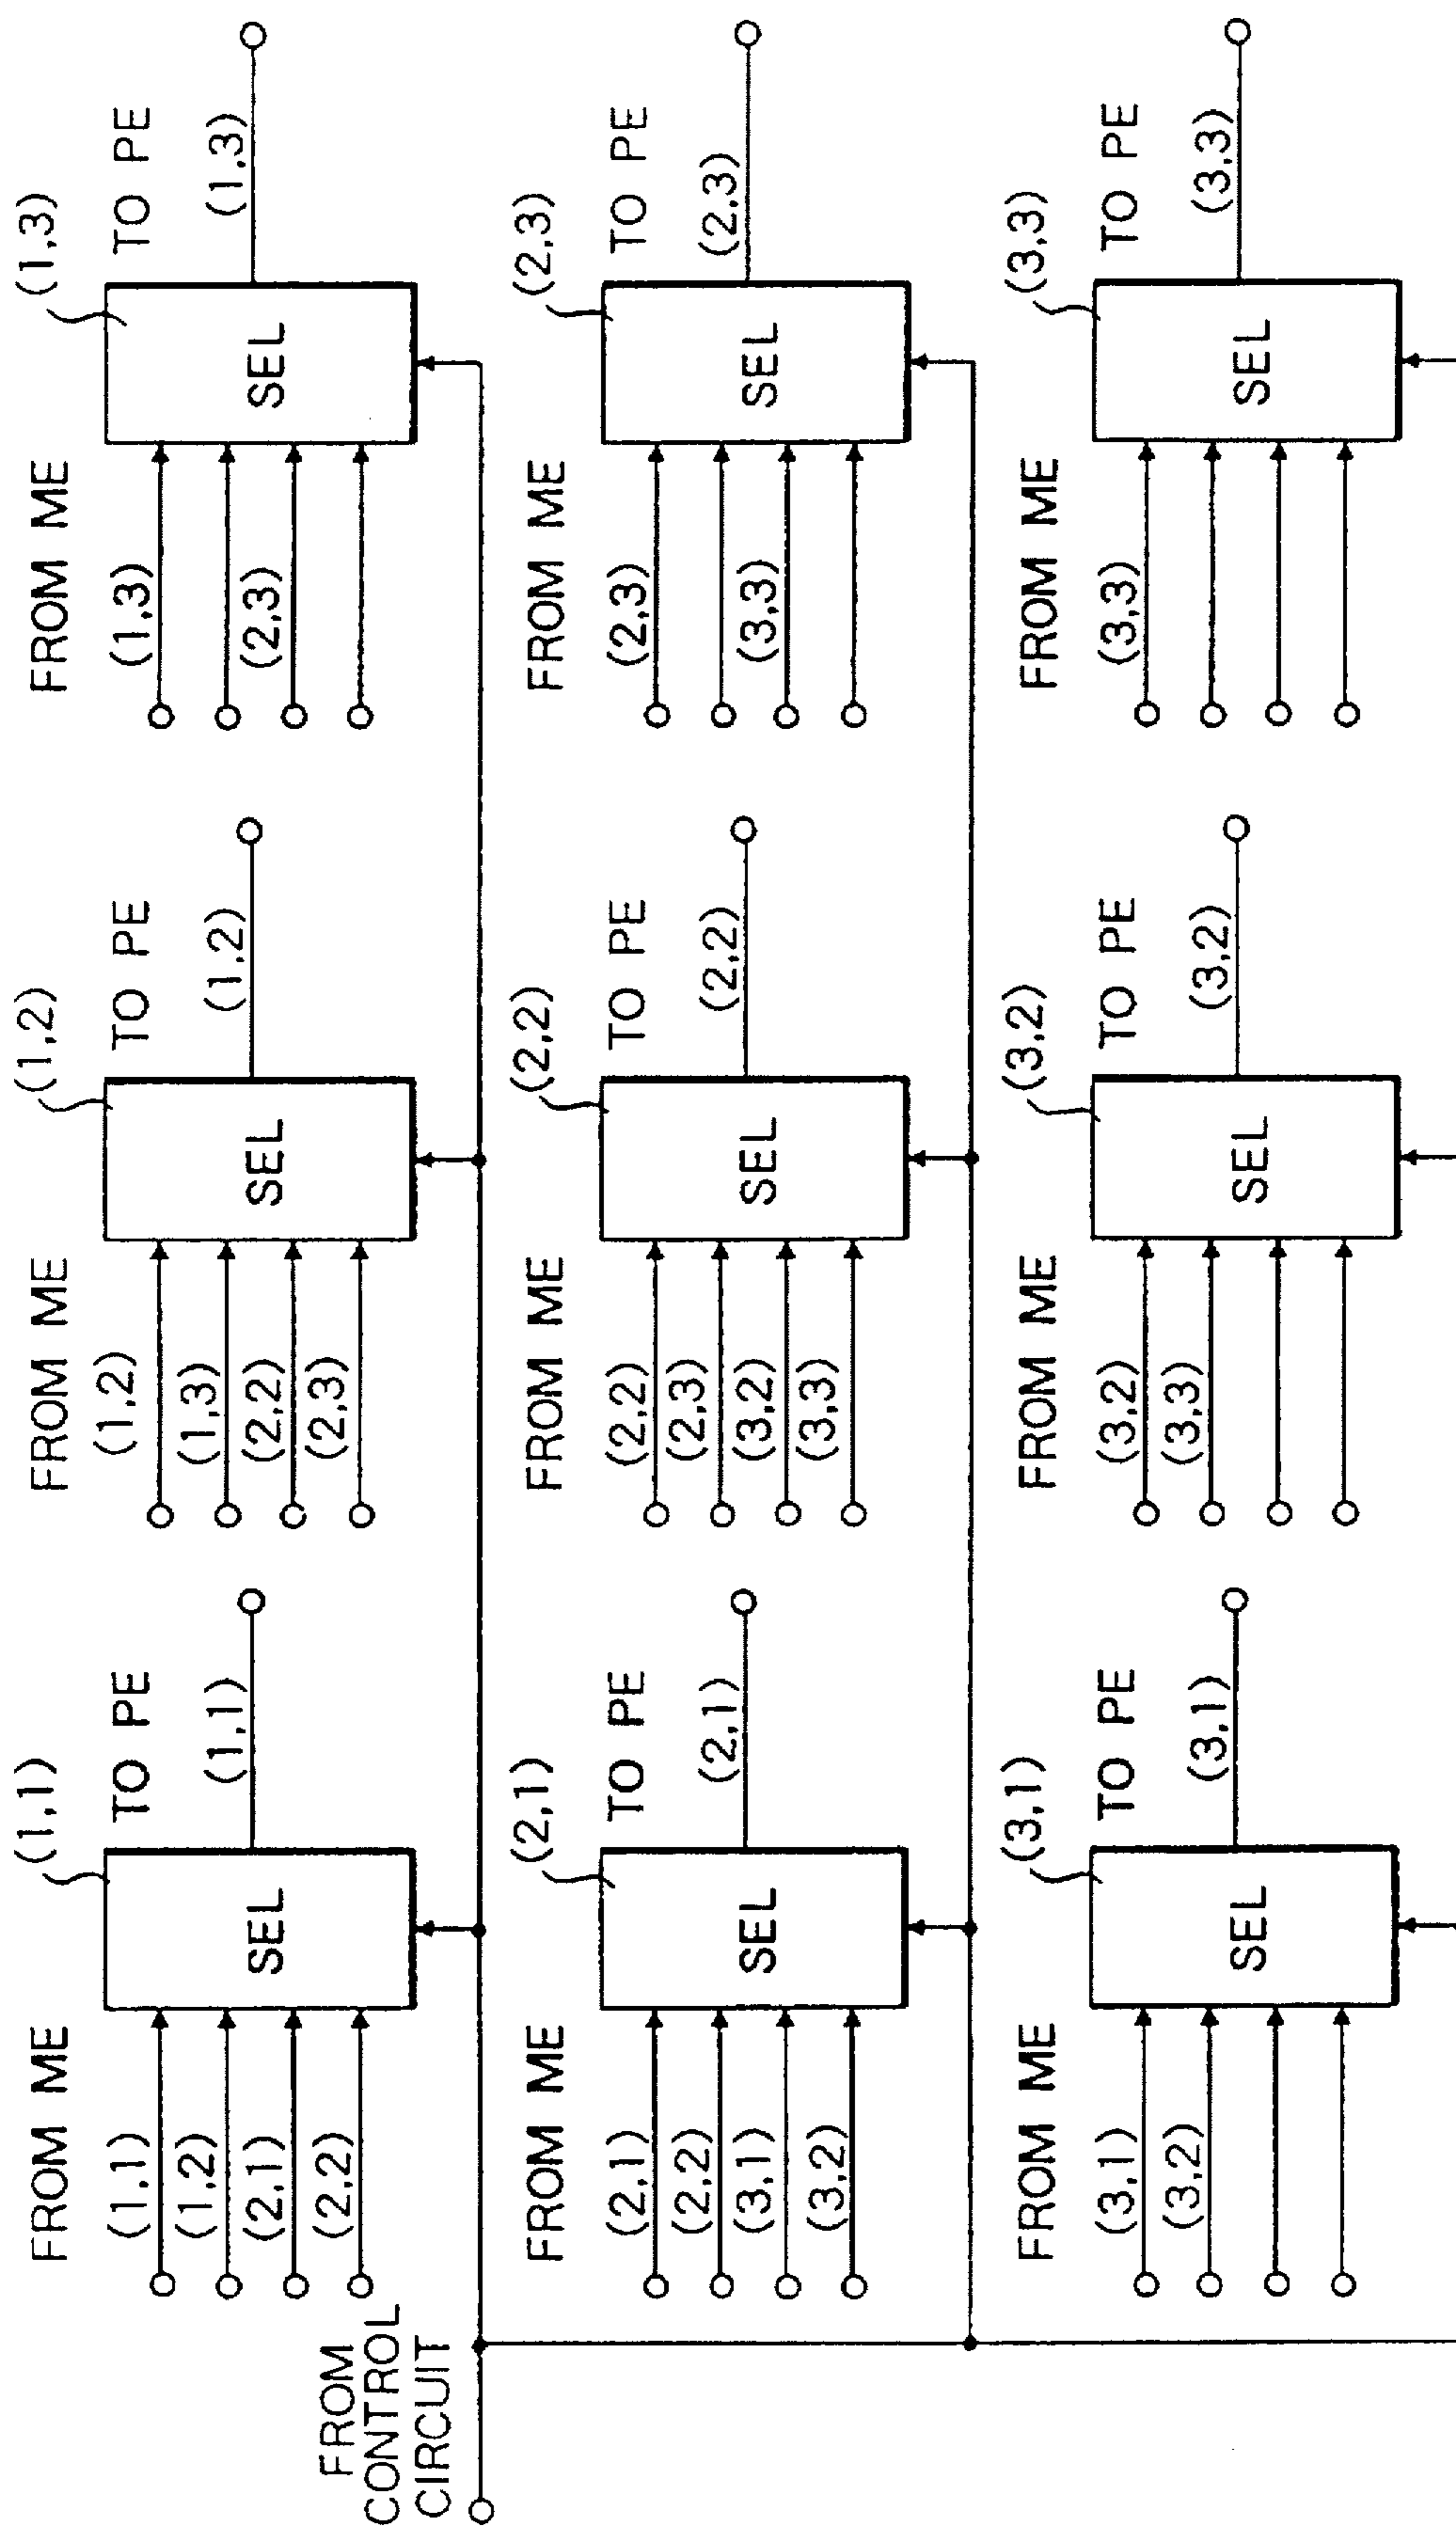 FROM
CONTROL
CIRCUIT
FROM ME
(1,1)
(1,2)
(2,1)
(2,2)
SEL
(1,1)
TO PE
(1,1)
FROM ME
(1,2)
(1,3)
(2,2)
(2,3)
SEL
(1,2)
TO PE
(1,2)
FROM ME
(1,3)
(2,3)
SEL
(1,3)
TO PE
(1,3)
FROM ME
(2,1)
(2,2)
(3,1)
(3,2)
SEL
(2,1)
TO PE
(2,1)
FROM ME
(2,2)
(2,3)
(3,2)
(3,3)
SEL
(2,2)
TO PE
(2,2)
FROM ME
(2,3)
(3,3)
SEL
(2,3)
TO PE
(2,3)
FROM ME
(3,1)
(3,2)
SEL
(3,1)
TO PE
(3,1)
FROM ME
(3,2)
(3,3)
SEL
(3,2)
TO PE
(3,2)
FROM ME
(3,3)
SEL
(3,3)
TO PE
(3,3)